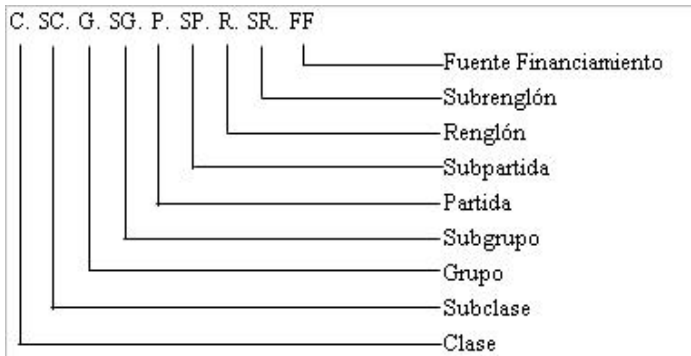 C. SC. G. SG. P. SP. R. SR. FF
Fuente Financiamiento
Subrenglón
Renglón
Subpartida
Partida
Subgrupo
Grupo
Subclase
Clase